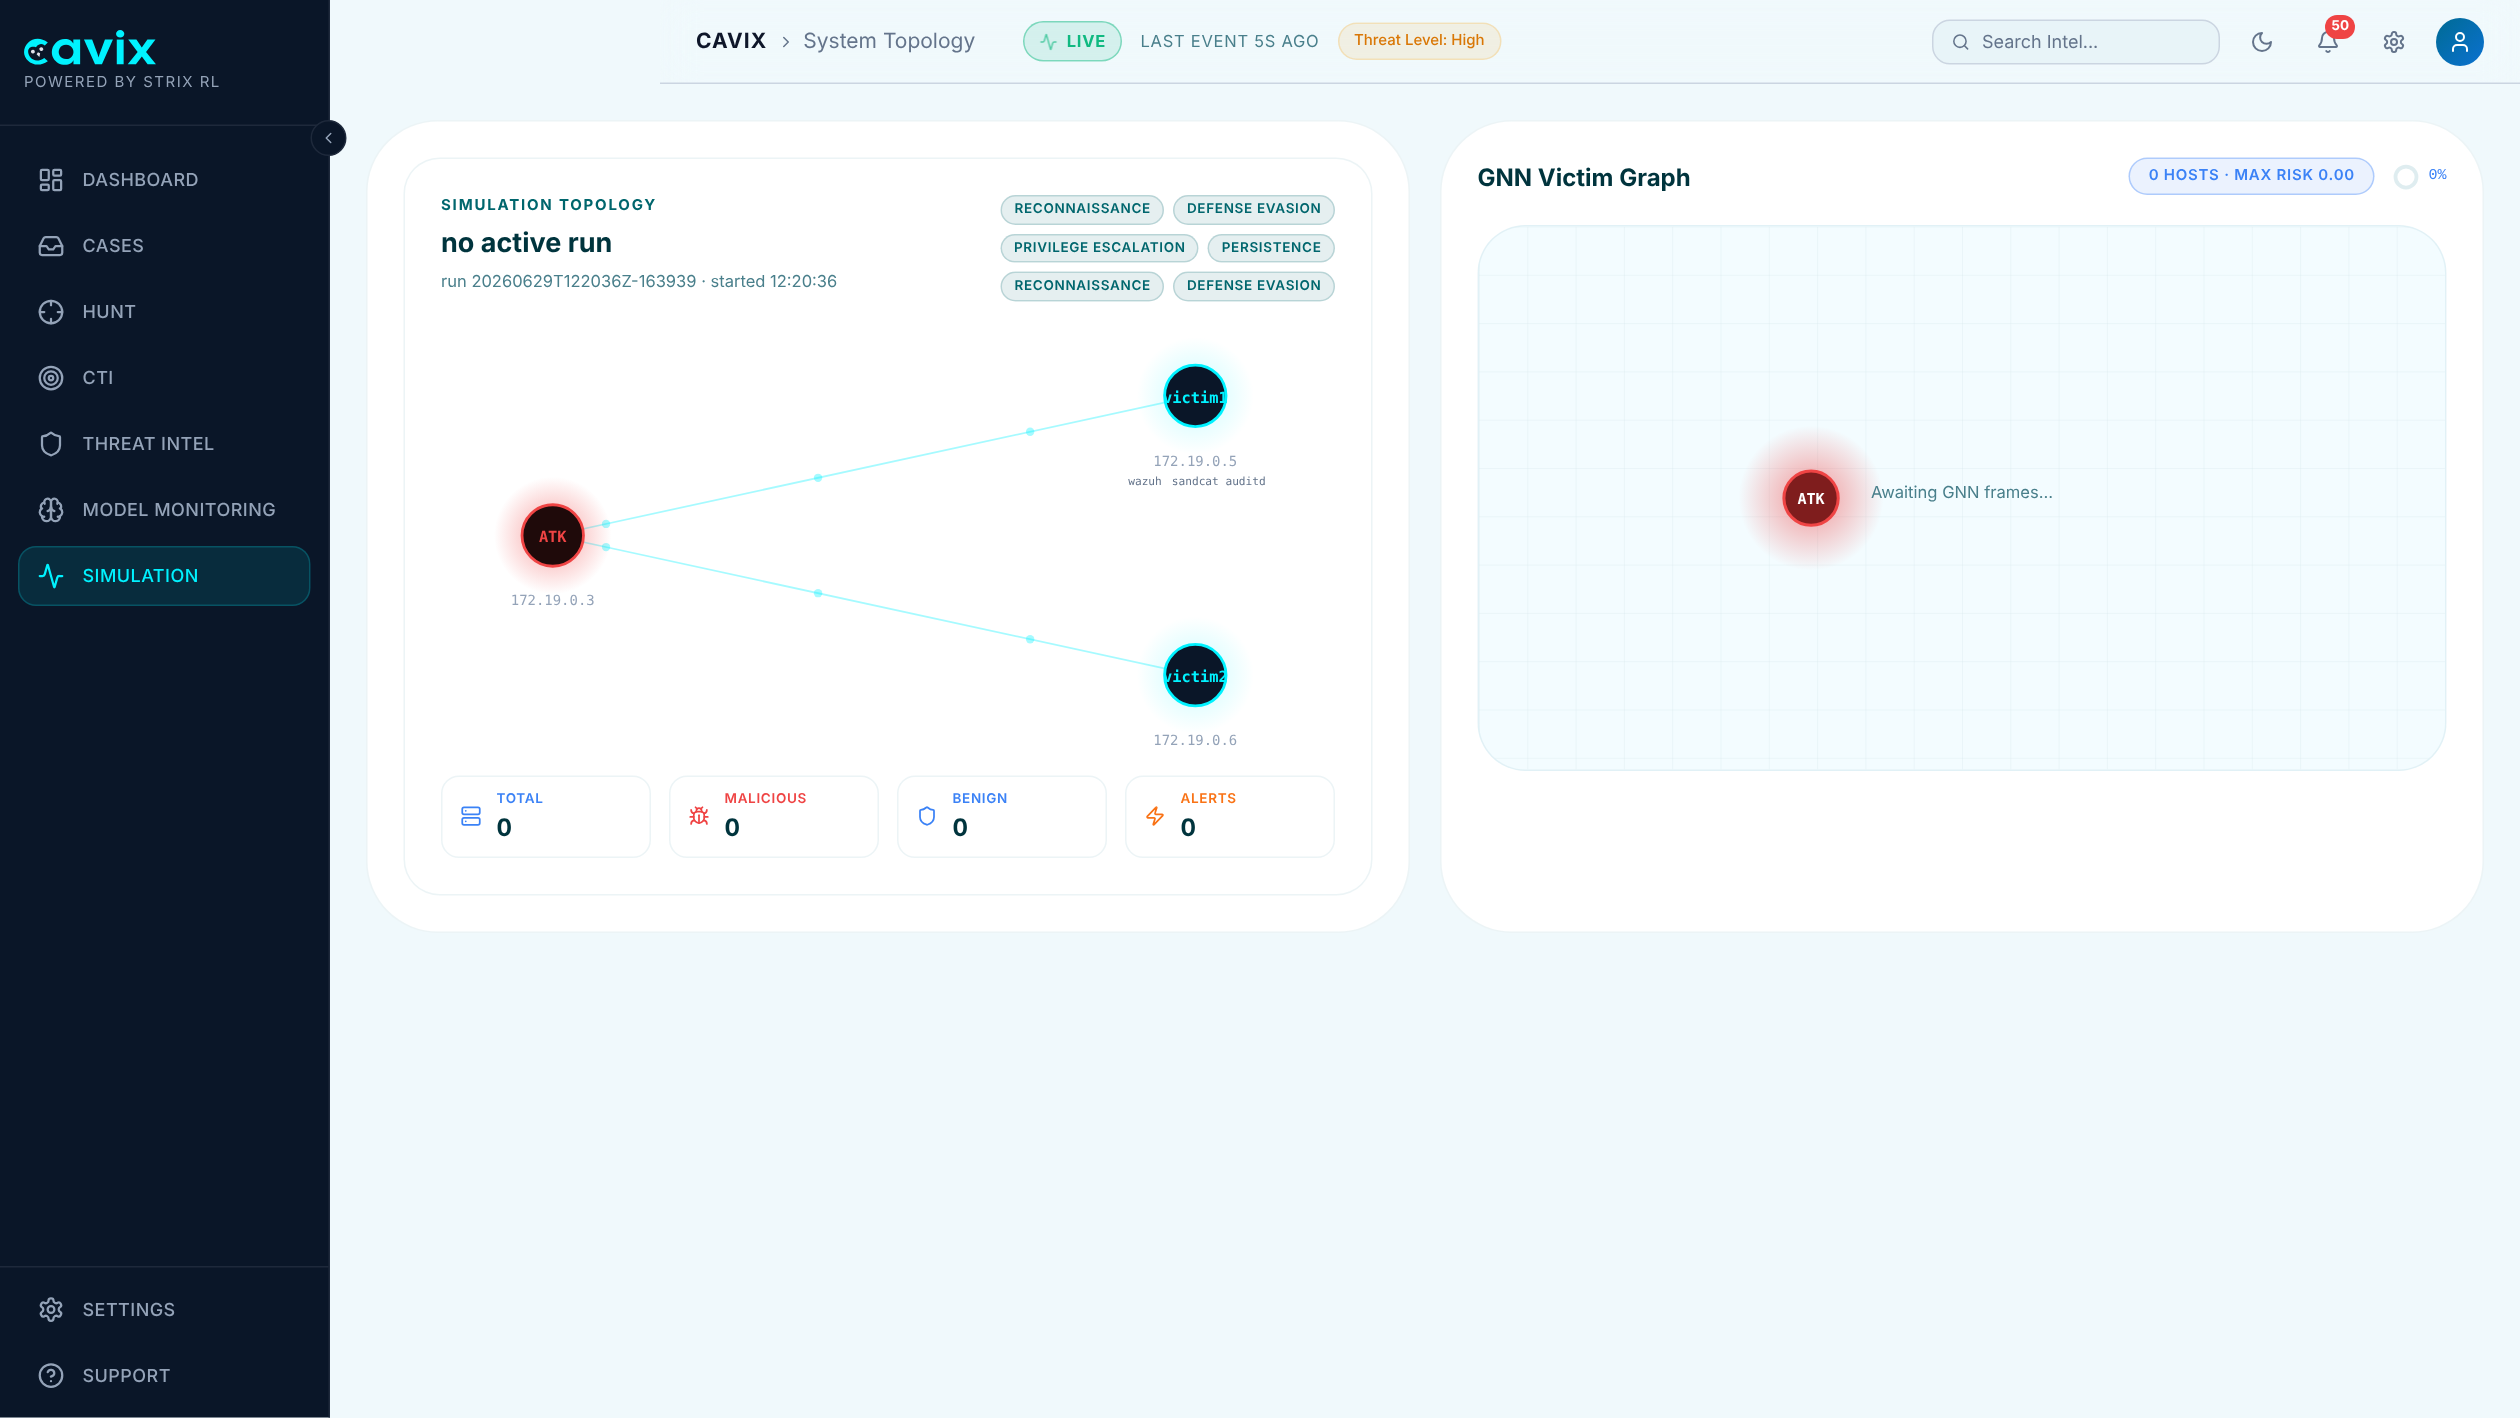 cavix
POWERED BY STRIX RL
DASHBOARD
CASES
HUNT
CTI
THREAT INTEL
MODEL MONITORING
SIMULATION
SETTINGS
SUPPORT
CAVIX › System Topology
LIVE
LAST EVENT 5S AGO
Threat Level: High
Search Intel...
50
SIMULATION TOPOLOGY
no active run
run 20260629T122036Z-163939 · started 12:20:36
RECONNAISSANCE DEFENSE EVASION
PRIVILEGE ESCALATION PERSISTENCE
RECONNAISSANCE DEFENSE EVASION
victim1
172.19.0.5
wazuh sandcat auditd
ATK
172.19.0.3
victim2
172.19.0.6
TOTAL
0
MALICIOUS
0
BENIGN
0
ALERTS
0
GNN Victim Graph
0 HOSTS · MAX RISK 0.00
0%
ATK
Awaiting GNN frames...